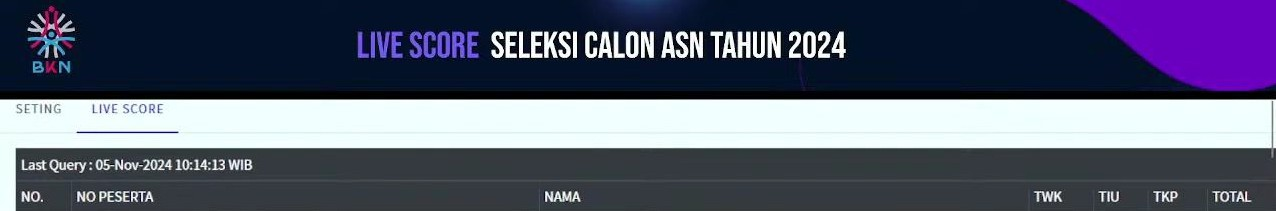 BKN
LIVE SCORE SELEKSI CALON ASN TAHUN 2024
SETING LIVE SCORE
Last Query : 05-Nov-2024 10:14:13 WIB
NO. NO PESERTA NAMA TWK TIU TKP TOTAL